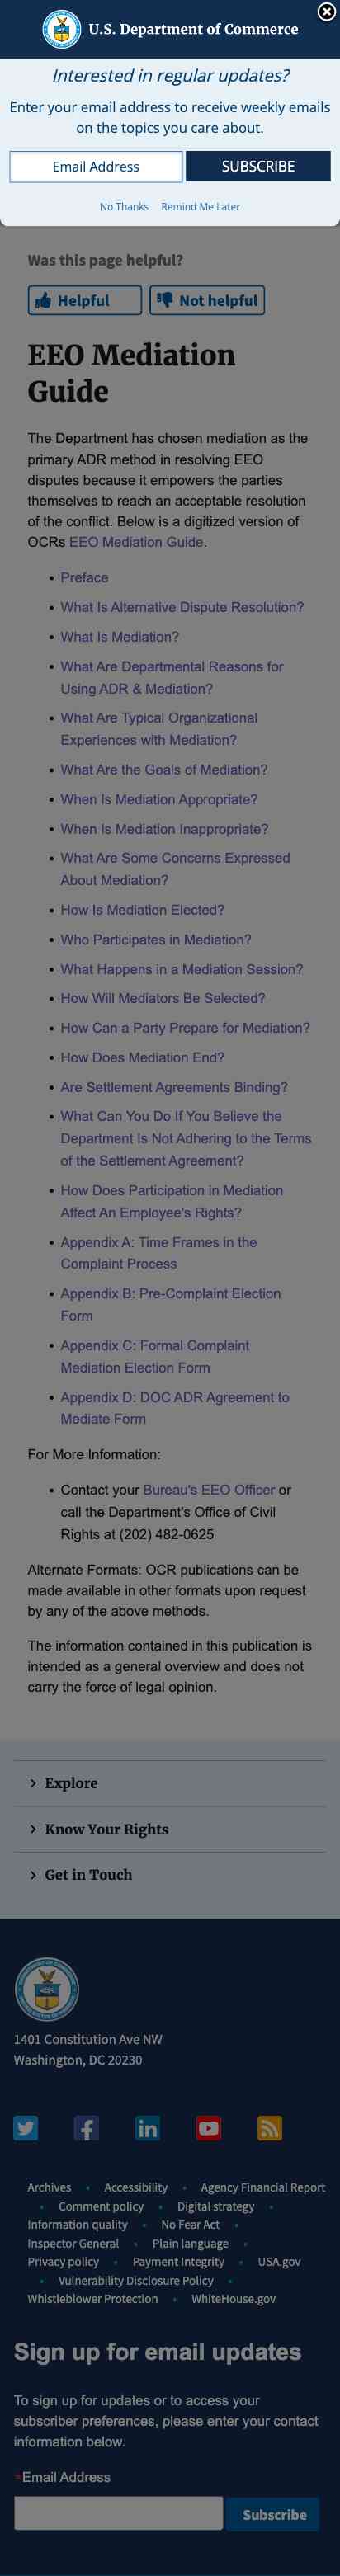 U.S. Department of Commerce
Interested in regular updates?
Enter your email address to receive weekly emails
on the topics you care about.
Email Address
SUBSCRIBE
No Thanks
Remind Me Later
Was this page helpful?
Helpful
Not helpful
EEO Mediation
Guide
The Department has chosen mediation as the
primary ADR method in resolving EEO
disputes because it empowers the parties
themselves to reach an acceptable resolution
of the conflict. Below is a digitized version of
OCRs EEO Mediation Guide.
• Preface
• What Is Alternative Dispute Resolution?
• What Is Mediation?
• What Are Departmental Reasons for
Using ADR & Mediation?
• What Are Typical Organizational
Experiences with Mediation?
• What Are the Goals of Mediation?
• When Is Mediation Appropriate?
• When Is Mediation Inappropriate?
• What Are Some Concerns Expressed
About Mediation?
• How Is Mediation Elected?
• Who Participates in Mediation?
• What Happens in a Mediation Session?
• How Will Mediators Be Selected?
• How Can a Party Prepare for Mediation?
• How Does Mediation End?
• Are Settlement Agreements Binding?
• What Can You Do If You Believe the
Department Is Not Adhering to the Terms
of the Settlement Agreement?
• How Does Participation in Mediation
Affect An Employee's Rights?
• Appendix A: Time Frames in the
Complaint Process
• Appendix B: Pre-Complaint Election
Form
• Appendix C: Formal Complaint
Mediation Election Form
• Appendix D: DOC ADR Agreement to
Mediate Form
For More Information:
• Contact your Bureau's EEO Officer or
call the Department's Office of Civil
Rights at (202) 482-0625
Alternate Formats: OCR publications can be
made available in other formats upon request
by any of the above methods.
The information contained in this publication is
intended as a general overview and does not
carry the force of legal opinion.
Explore
Know Your Rights
Get in Touch
1401 Constitution Ave NW
Washington, DC 20230
Archives • Accessibility • Agency Financial Report
• Comment policy • Digital strategy •
Information quality • No Fear Act •
Inspector General • Plain language •
Privacy policy • Payment Integrity • USA.gov
• Vulnerability Disclosure Policy •
Whistleblower Protection • WhiteHouse.gov
Sign up for email updates
To sign up for updates or to access your
subscriber preferences, please enter your contact
information below.
*Email Address
Subscribe